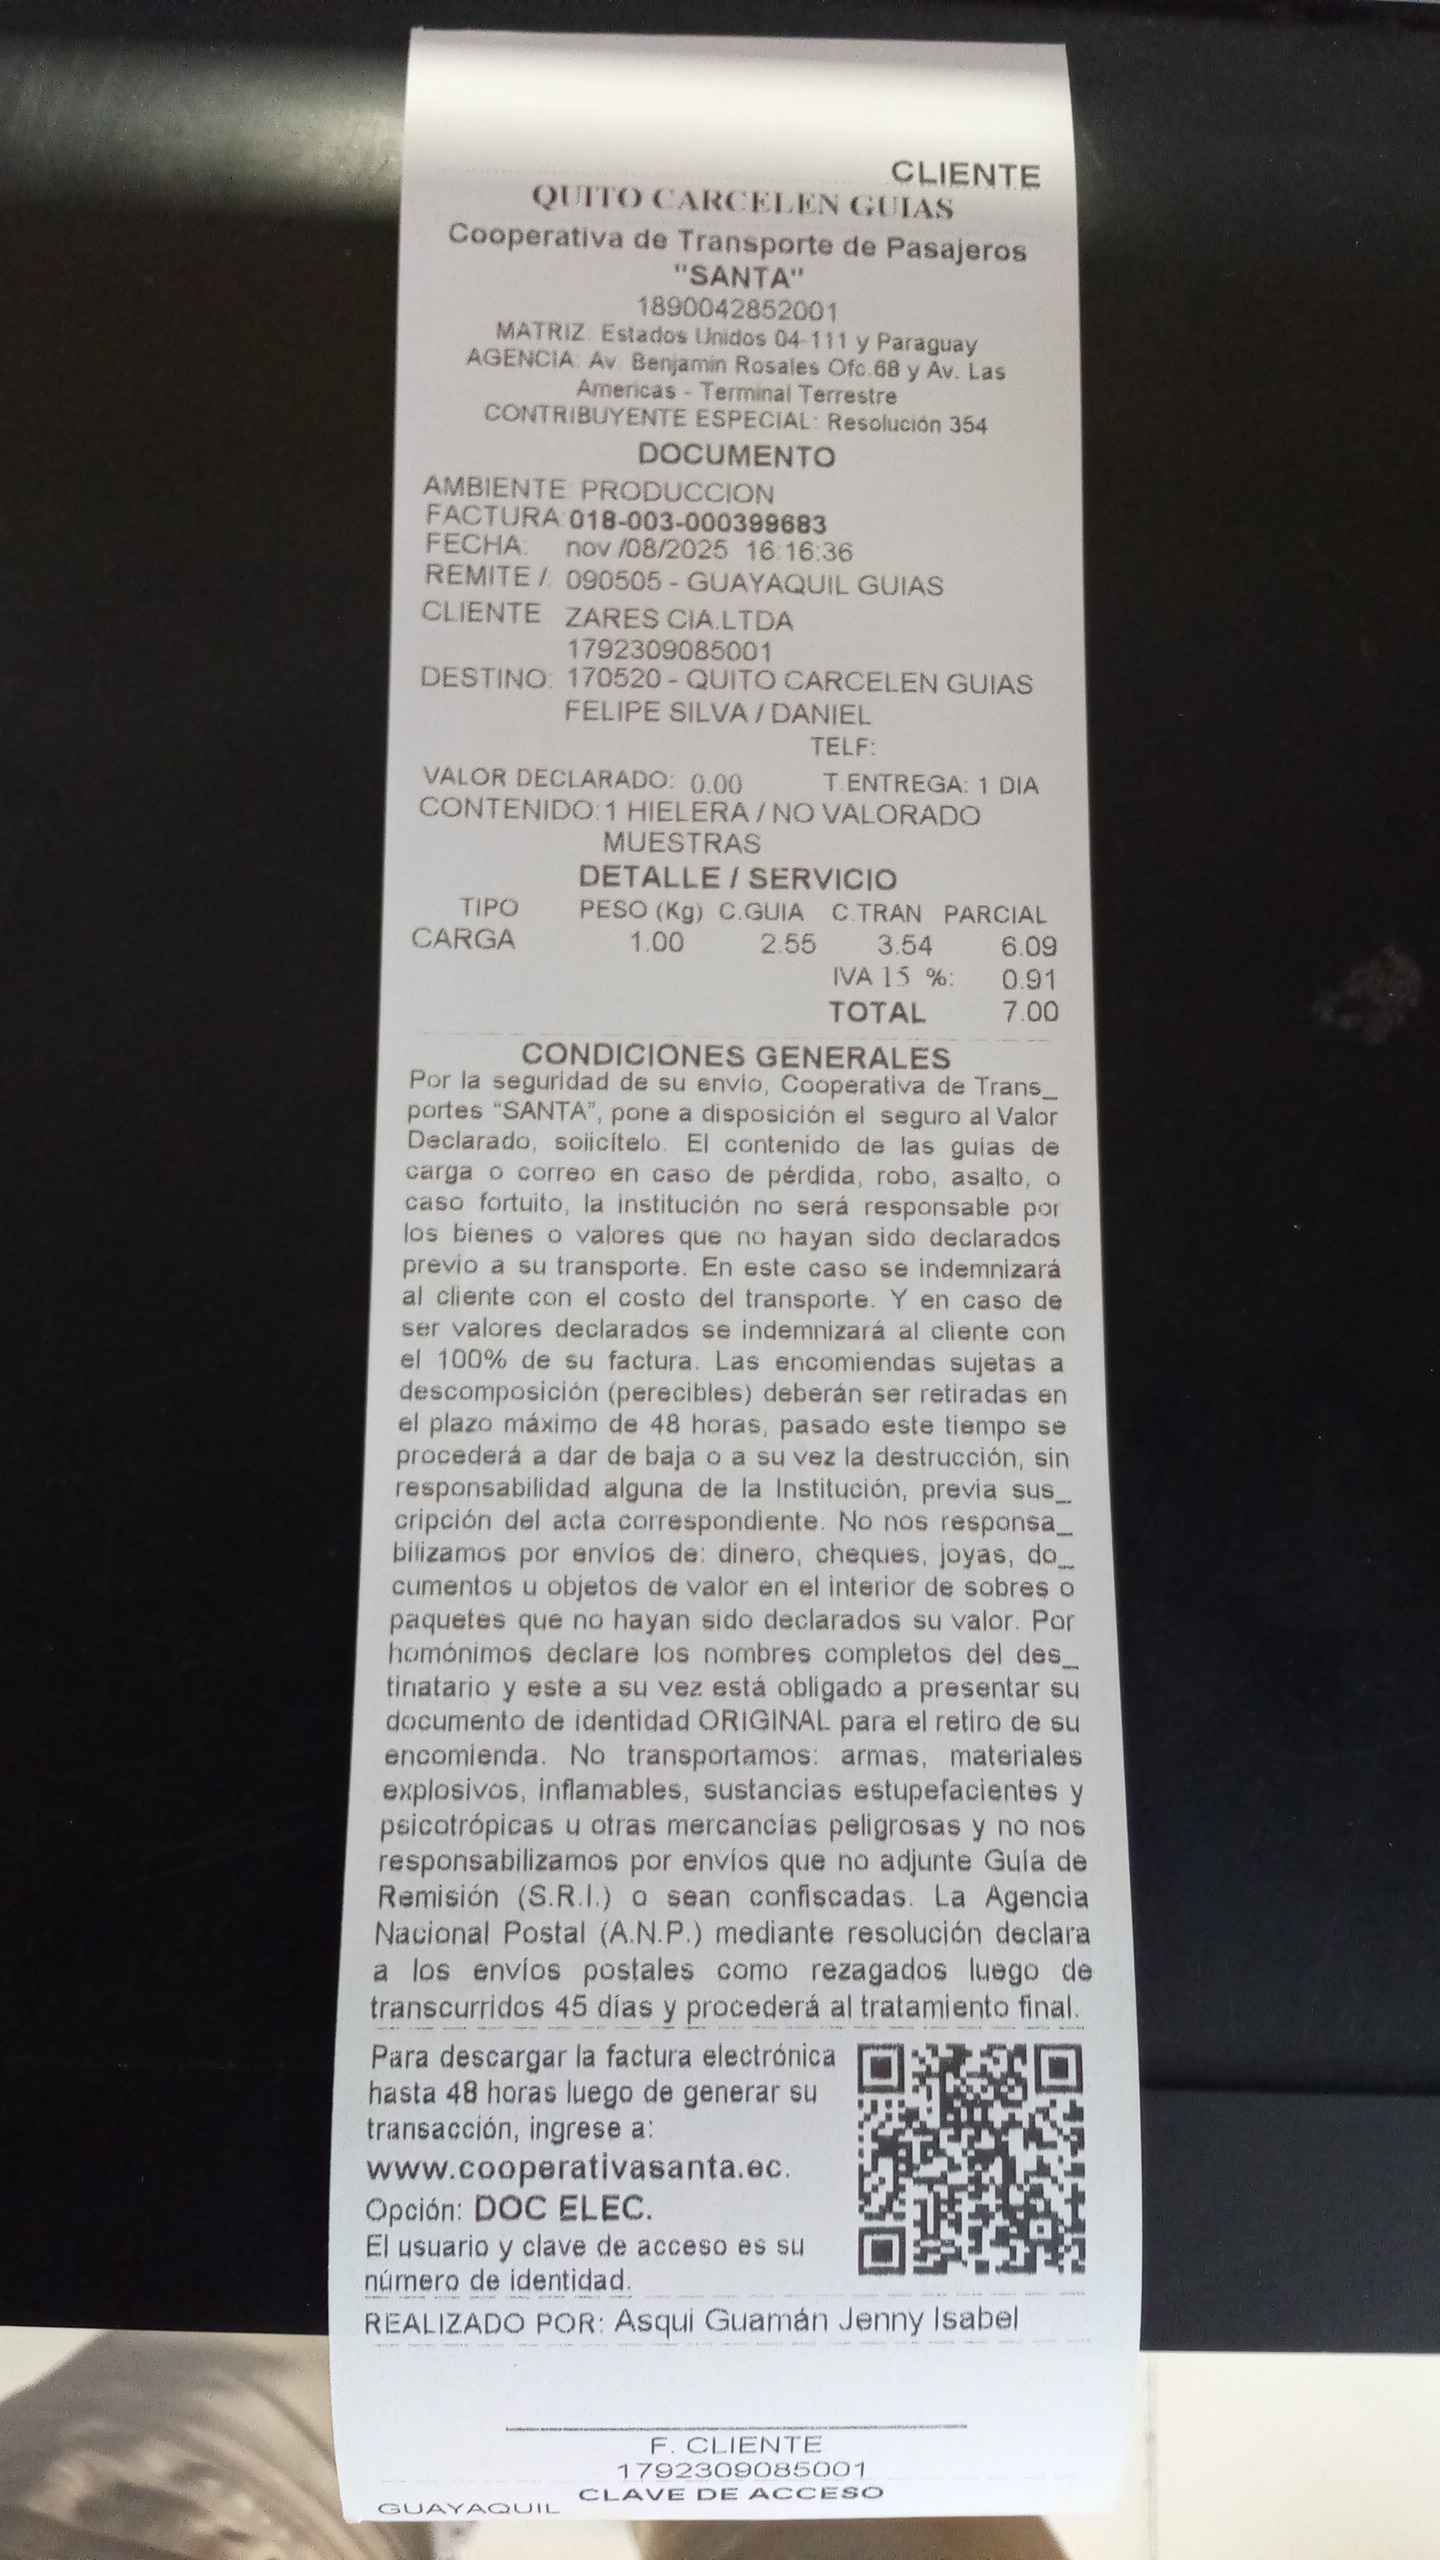 CLIENTE
QUITO CARCELEN GUIAS
Cooperativa de Transporte de Pasajeros
"SANTA"
1890042852001
MATRIZ: Estados Unidos 04-111 y Paraguay
AGENCIA: Av. Benjamin Rosales Ofc.68 y Av. Las
Americas - Terminal Terrestre
CONTRIBUYENTE ESPECIAL: Resolución 354
DOCUMENTO
AMBIENTE: PRODUCCION
FACTURA:018-003-000399683
FECHA: nov /08/2025 16:16:36
REMITE /: 090505 - GUAYAQUIL GUIAS
CLIENTE ZARES CIA.LTDA
1792309085001
DESTINO: 170520 - QUITO CARCELEN GUIAS
FELIPE SILVA / DANIEL
TELF:
VALOR DECLARADO: 0.00 T.ENTREGA: 1 DIA
CONTENIDO:1 HIELERA / NO VALORADO
MUESTRAS
DETALLE / SERVICIO
TIPO PESO (Kg) C.GUIA C.TRAN PARCIAL
CARGA 1.00 2.55 3.54 6.09
IVA 15 %: 0.91
TOTAL 7.00
CONDICIONES GENERALES
Por la seguridad de su envío, Cooperativa de Trans_
portes “SANTA”, pone a disposición el seguro al Valor
Declarado, solicítelo. El contenido de las guías de
carga o correo en caso de pérdida, robo, asalto, o
caso fortuito, la institución no será responsable por
los bienes o valores que no hayan sido declarados
previo a su transporte. En este caso se indemnizará
al cliente con el costo del transporte. Y en caso de
ser valores declarados se indemnizará al cliente con
el 100% de su factura. Las encomiendas sujetas a
descomposición (perecibles) deberán ser retiradas en
el plazo máximo de 48 horas, pasado este tiempo se
procederá a dar de baja o a su vez la destrucción, sin
responsabilidad alguna de la Institución, previa sus_
cripción del acta correspondiente. No nos responsa_
bilizamos por envíos de: dinero, cheques, joyas, do_
cumentos u objetos de valor en el interior de sobres o
paquetes que no hayan sido declarados su valor. Por
homónimos declare los nombres completos del des_
tinatario y este a su vez está obligado a presentar su
documento de identidad ORIGINAL para el retiro de su
encomienda. No transportamos: armas, materiales
explosivos, inflamables, sustancias estupefacientes y
psicotrópicas u otras mercancías peligrosas y no nos
responsabilizamos por envíos que no adjunte Guía de
Remisión (S.R.I.) o sean confiscadas. La Agencia
Nacional Postal (A.N.P.) mediante resolución declara
a los envíos postales como rezagados luego de
transcurridos 45 días y procederá al tratamiento final.
Para descargar la factura electrónica
hasta 48 horas luego de generar su
transacción, ingrese a:
www.cooperativasanta.ec.
Opción: DOC ELEC.
El usuario y clave de acceso es su
número de identidad.
REALIZADO POR: Asqui Guamán Jenny Isabel
F. CLIENTE
1792309085001
CLAVE DE ACCESO
GUAYAQUIL